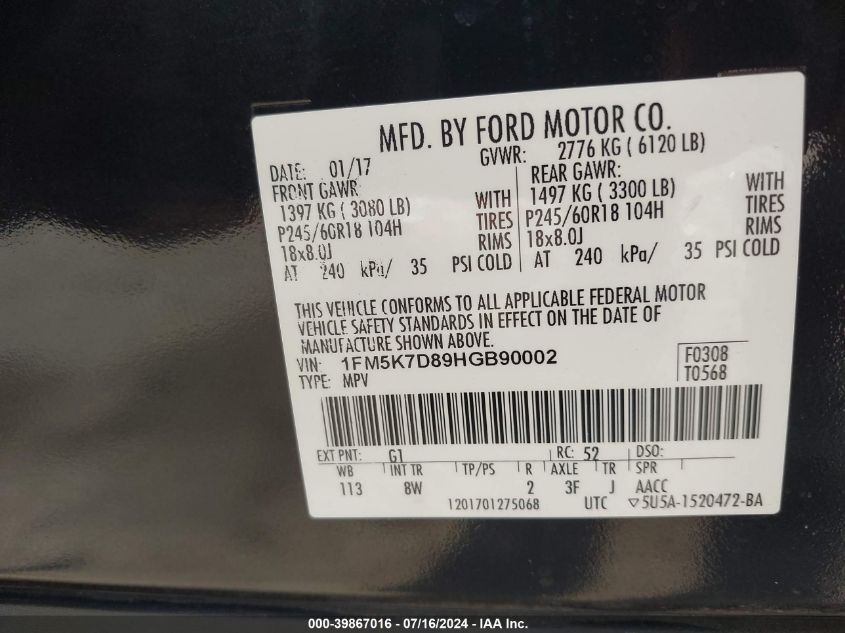 MFD. BY FORD MOTOR CO.
DATE: 01/17 GVWR: 2776 KG ( 6120 LB)
FRONT GAWR: REAR GAWR:
1397 KG ( 3080 LB) WITH 1497 KG ( 3300 LB) WITH
P245/60R18 104H TIRES P245/60R18 104H TIRES
18x8.0J RIMS 18x8.0J RIMS
AT 240 kPa/ 35 PSI COLD AT 240 kPa/ 35 PSI COLD
THIS VEHICLE CONFORMS TO ALL APPLICABLE FEDERAL MOTOR
VEHICLE SAFETY STANDARDS IN EFFECT ON THE DATE OF
MANUFACTURE SHOWN ABOVE.
VIN: 1FM5K7D89HGB90002 F0308
TYPE: MPV T0568
EXT PNT: G1 RC: 52 DSO:
WB INT TR TP/PS R AXLE TR SPR
113 8W 2 3F J AACC
1201701275068 UTC ▽5U5A-1520472-BA
000-39867016 - 07/16/2024 - IAA Inc.